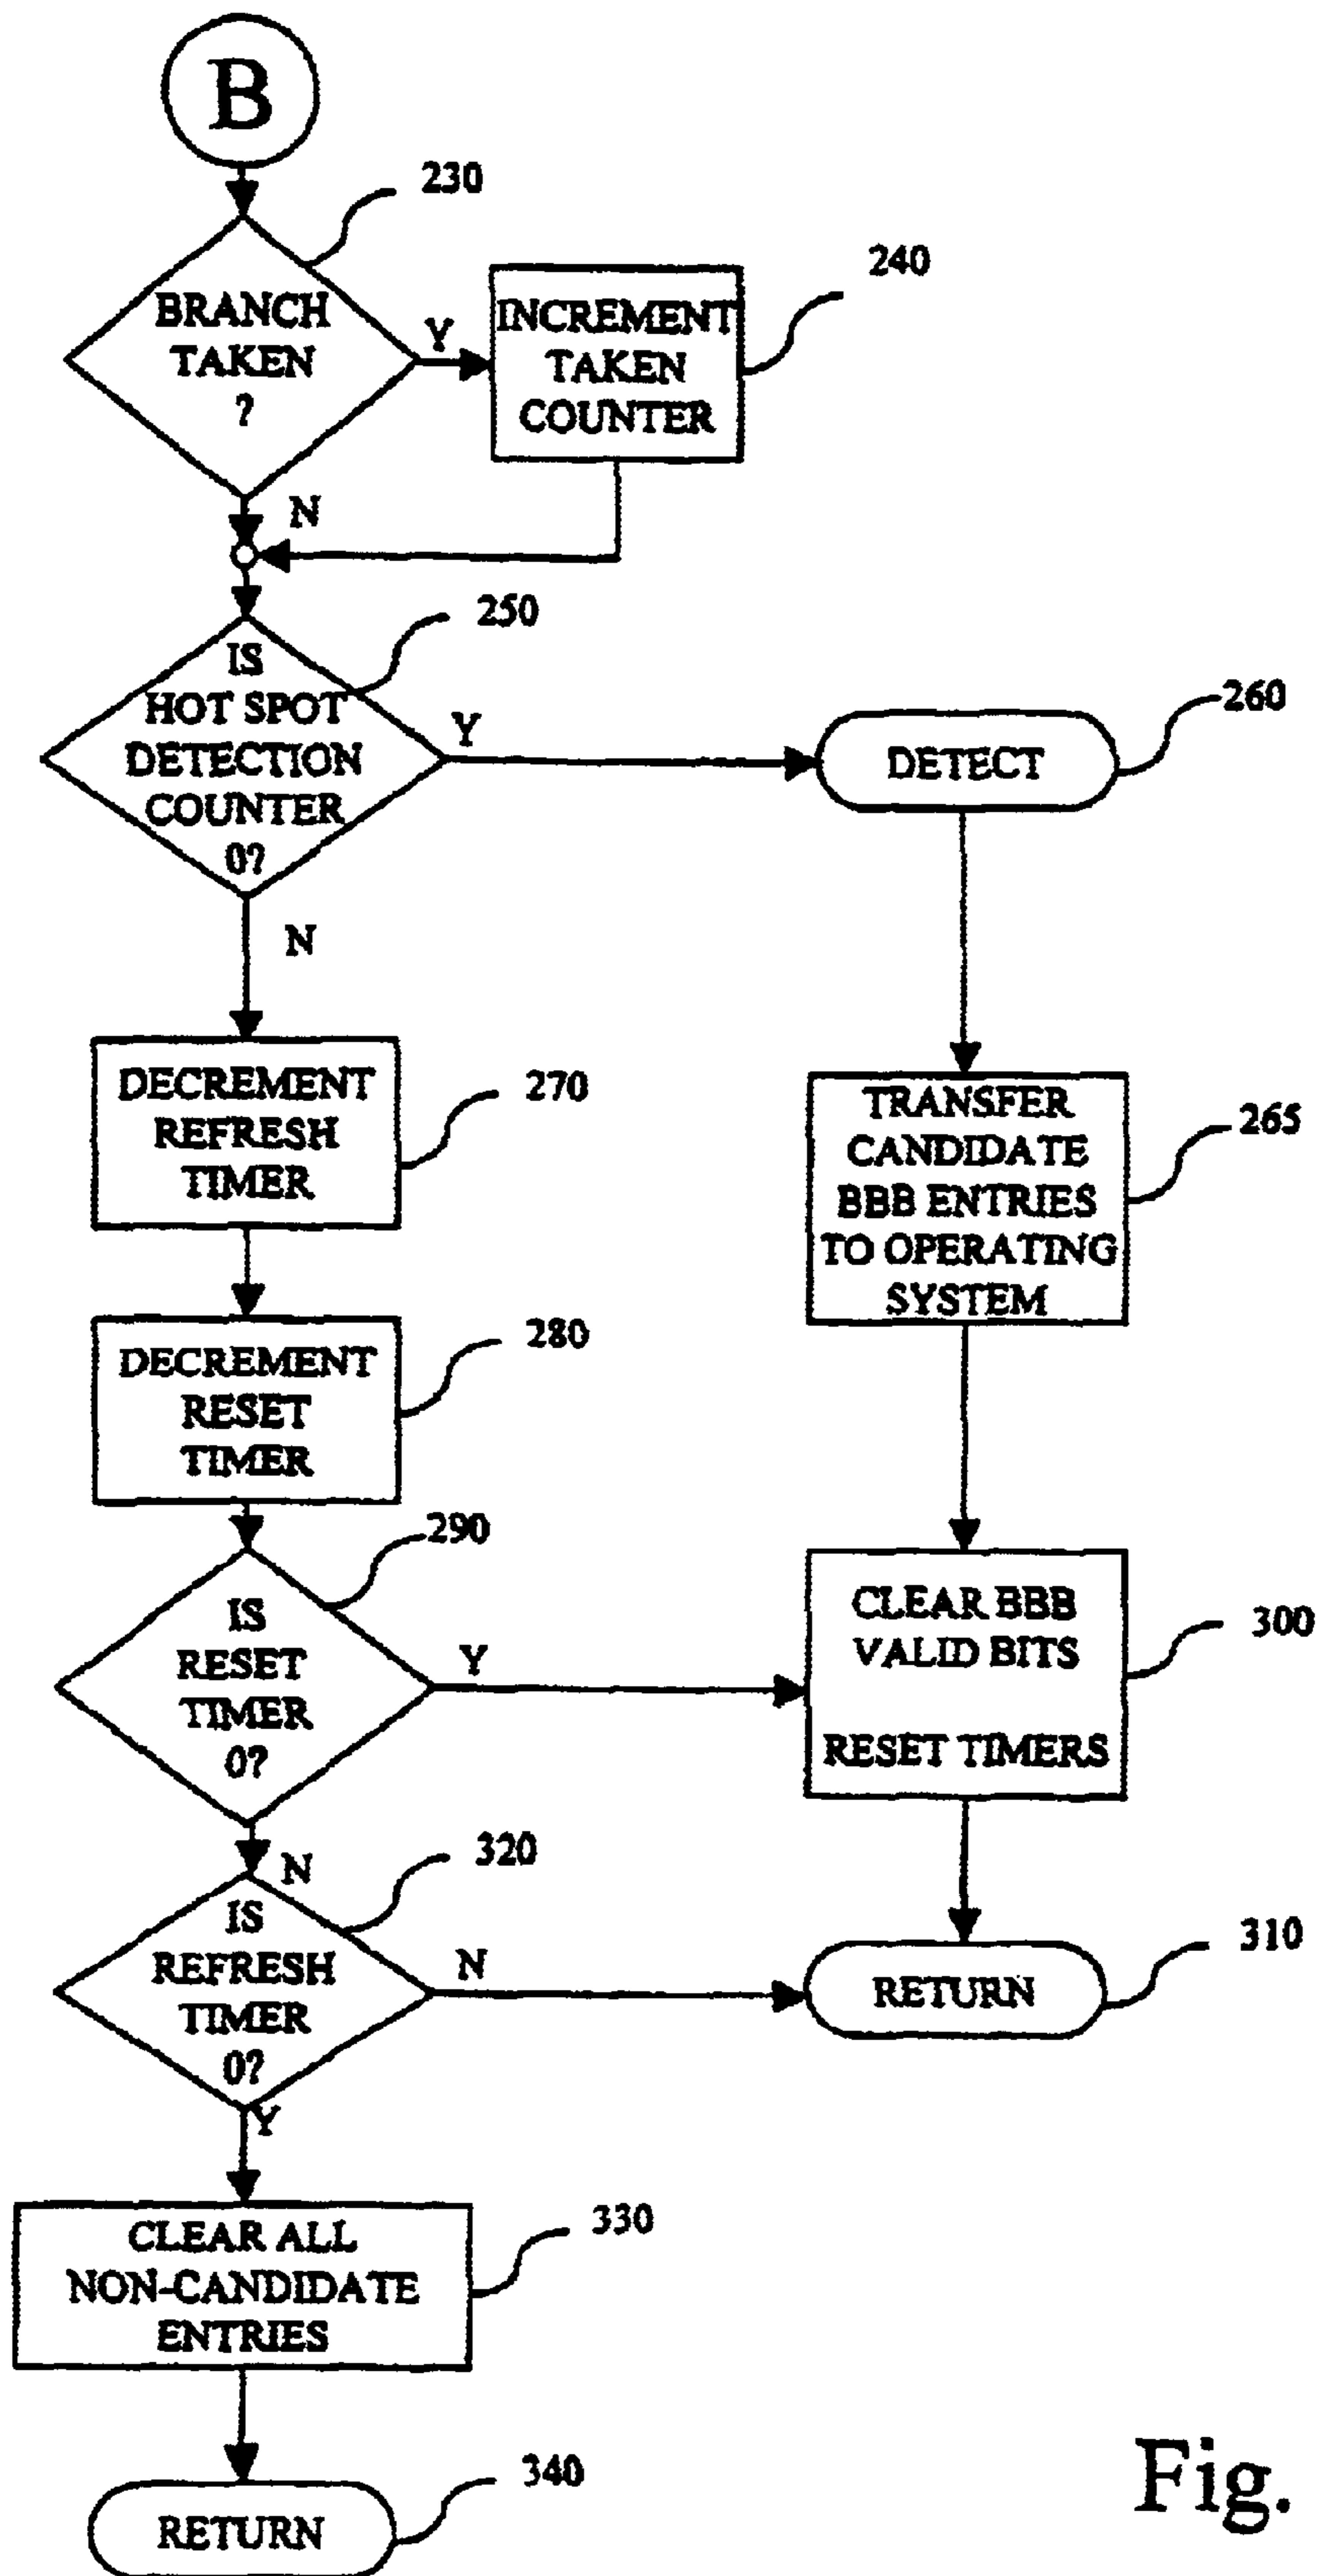 B
230
BRANCH
TAKEN
?
Y
INCREMENT
TAKEN
COUNTER
240
N
250
IS
HOT SPOT
DETECTION
COUNTER
0?
Y
DETECT
260
N
DECREMENT
REFRESH
TIMER
270
TRANSFER
CANDIDATE
BBB ENTRIES
TO OPERATING
SYSTEM
265
DECREMENT
RESET
TIMER
280
290
IS
RESET
TIMER
0?
Y
CLEAR BBB
VALID BITS
RESET TIMERS
300
N
320
IS
REFRESH
TIMER
0?
N
RETURN
310
Y
CLEAR ALL
NON-CANDIDATE
ENTRIES
330
RETURN
340
Fig.